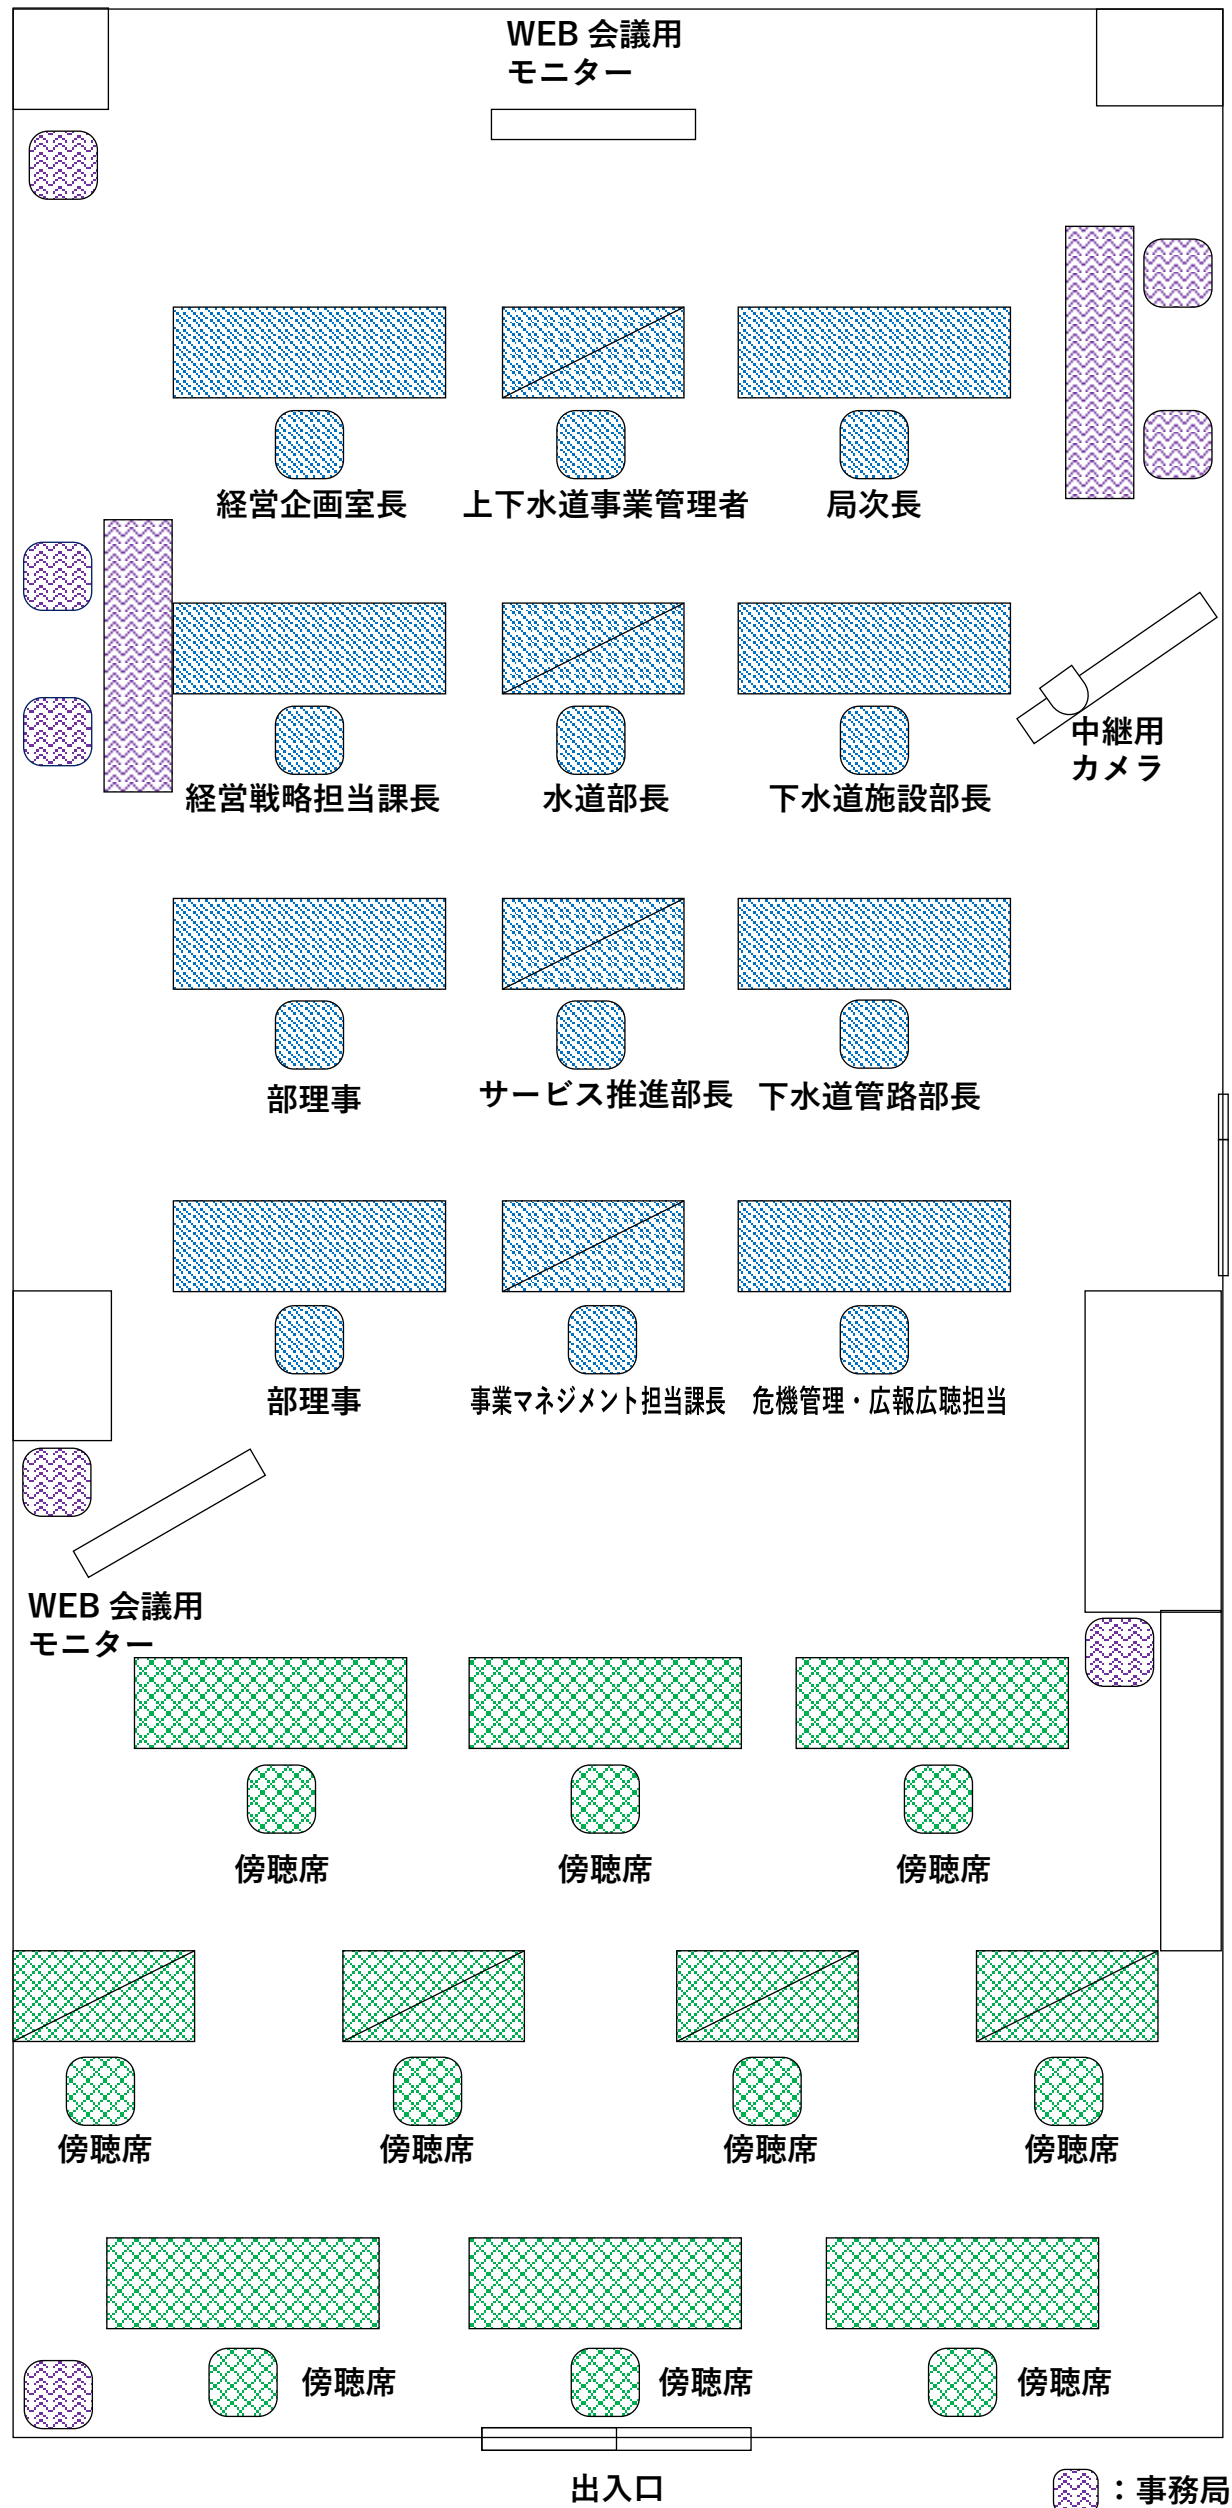 WEB 会議用
モニター
経営企画室長
上下水道事業管理者
局次長
中継用
カメラ
経営戦略担当課長
水道部長
下水道施設部長
部理事
サービス推進部長
下水道管路部長
部理事
事業マネジメント担当課長
危機管理・広報広聴担当
WEB 会議用
モニター
傍聴席
傍聴席
傍聴席
傍聴席
傍聴席
傍聴席
傍聴席
傍聴席
傍聴席
傍聴席
出入口
：事務局